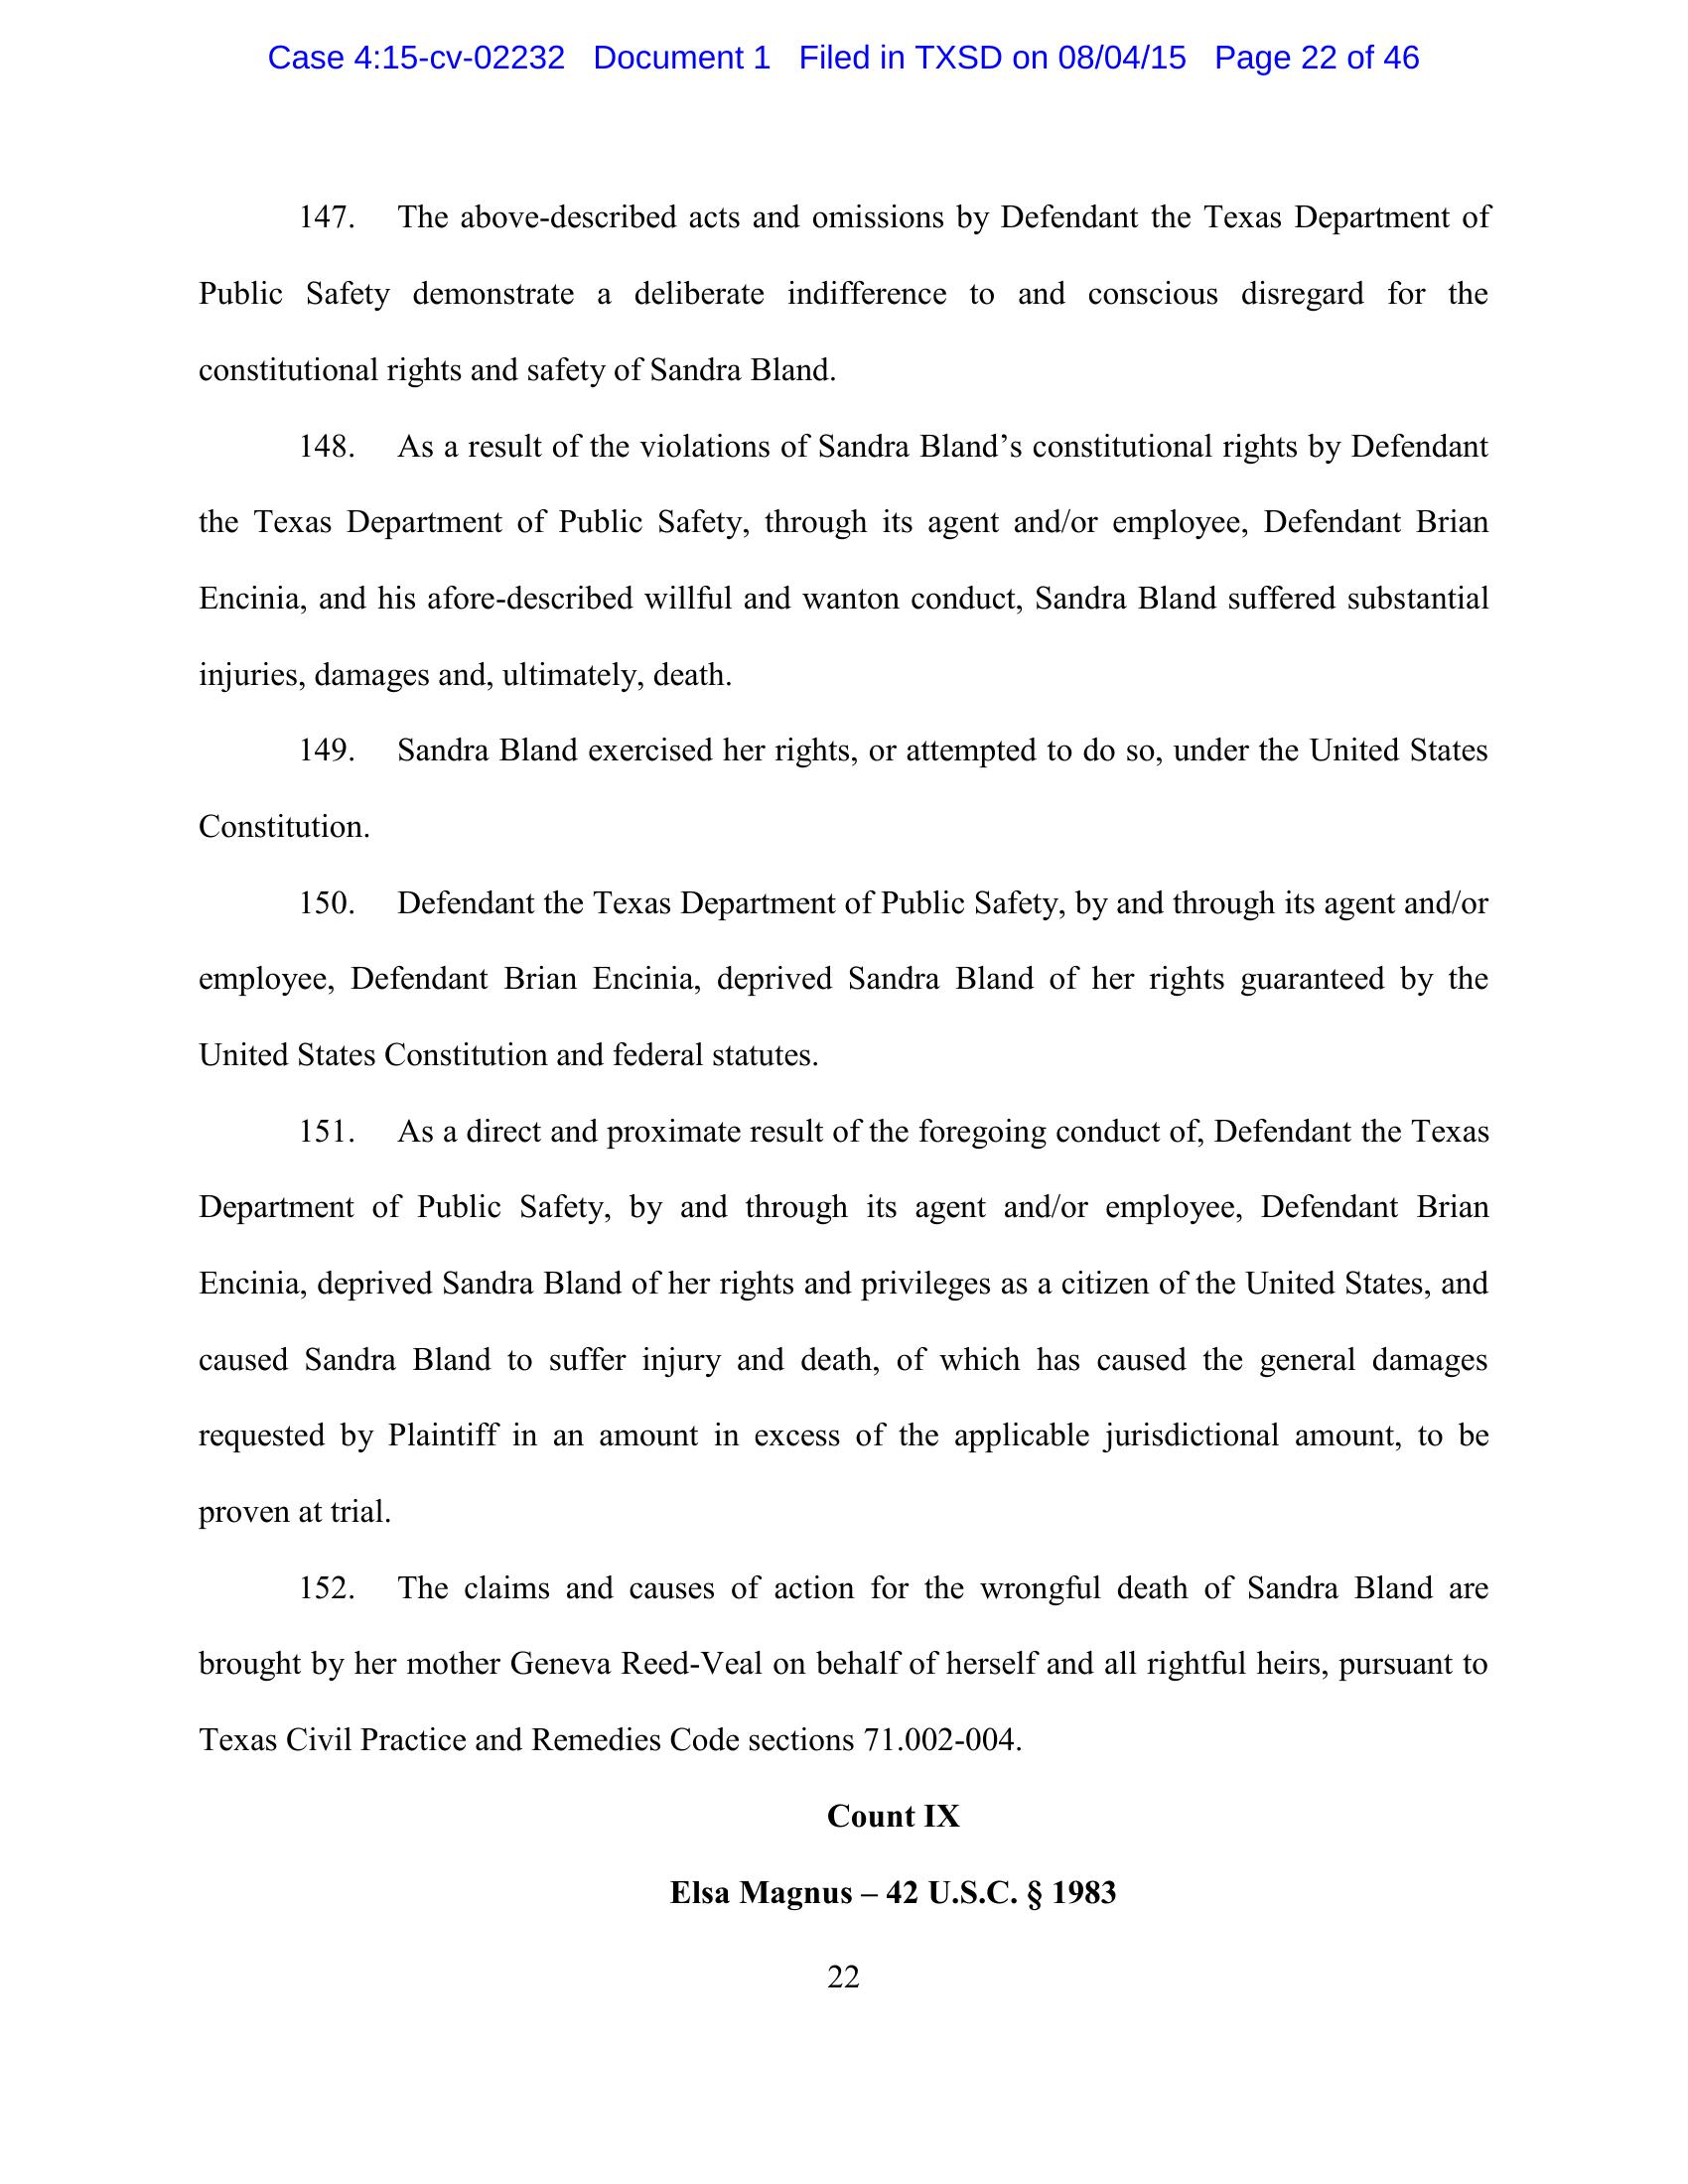 Case 4:15-cv-02232 Document 1 Filed in TXSD on 08/04/15 Page 22 of 46
147. The above-described acts and omissions by Defendant the Texas Department of
Public Safety demonstrate a deliberate indifference to and conscious disregard for the
constitutional rights and safety of Sandra Bland.
148. As a result of the violations of Sandra Bland’s constitutional rights by Defendant
the Texas Department of Public Safety, through its agent and/or employee, Defendant Brian
Encinia, and his afore-described willful and wanton conduct, Sandra Bland suffered substantial
injuries, damages and, ultimately, death.
149. Sandra Bland exercised her rights, or attempted to do so, under the United States
Constitution.
150. Defendant the Texas Department of Public Safety, by and through its agent and/or
employee, Defendant Brian Encinia, deprived Sandra Bland of her rights guaranteed by the
United States Constitution and federal statutes.
151. As a direct and proximate result of the foregoing conduct of, Defendant the Texas
Department of Public Safety, by and through its agent and/or employee, Defendant Brian
Encinia, deprived Sandra Bland of her rights and privileges as a citizen of the United States, and
caused Sandra Bland to suffer injury and death, of which has caused the general damages
requested by Plaintiff in an amount in excess of the applicable jurisdictional amount, to be
proven at trial.
152. The claims and causes of action for the wrongful death of Sandra Bland are
brought by her mother Geneva Reed-Veal on behalf of herself and all rightful heirs, pursuant to
Texas Civil Practice and Remedies Code sections 71.002-004.
Count IX
Elsa Magnus – 42 U.S.C. § 1983
22